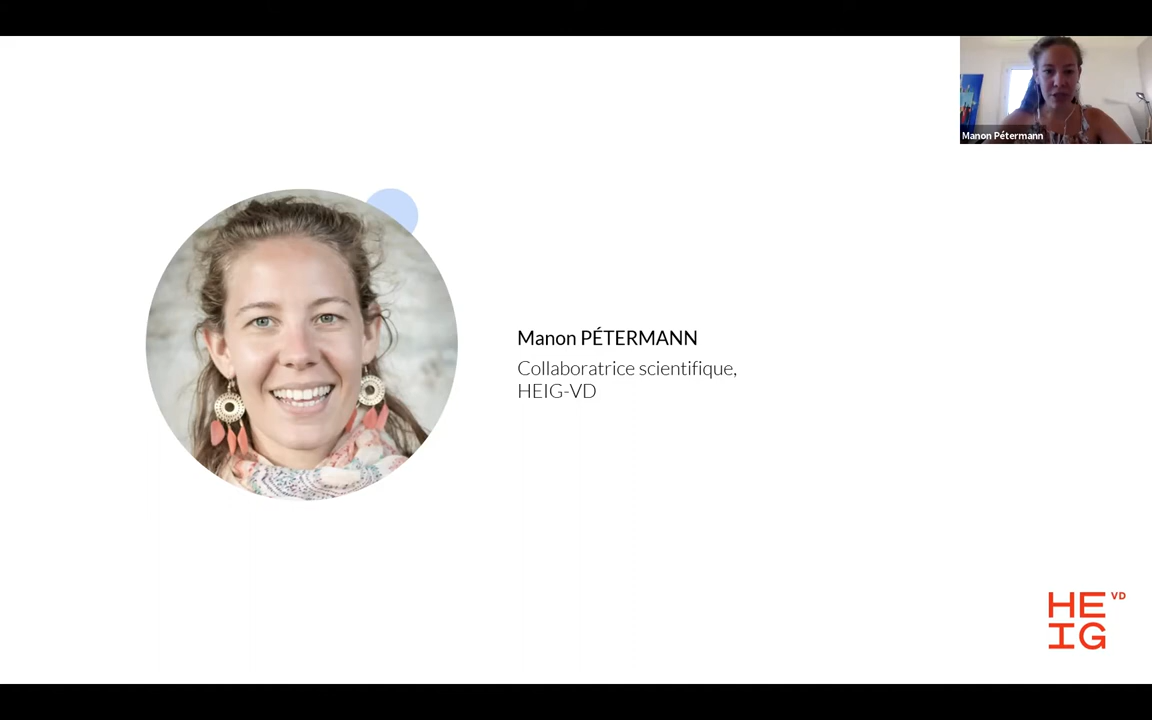 Manon Pétermann
Manon PÉTERMANN
Collaboratrice scientifique,
HEIG-VD
HE VD
IG